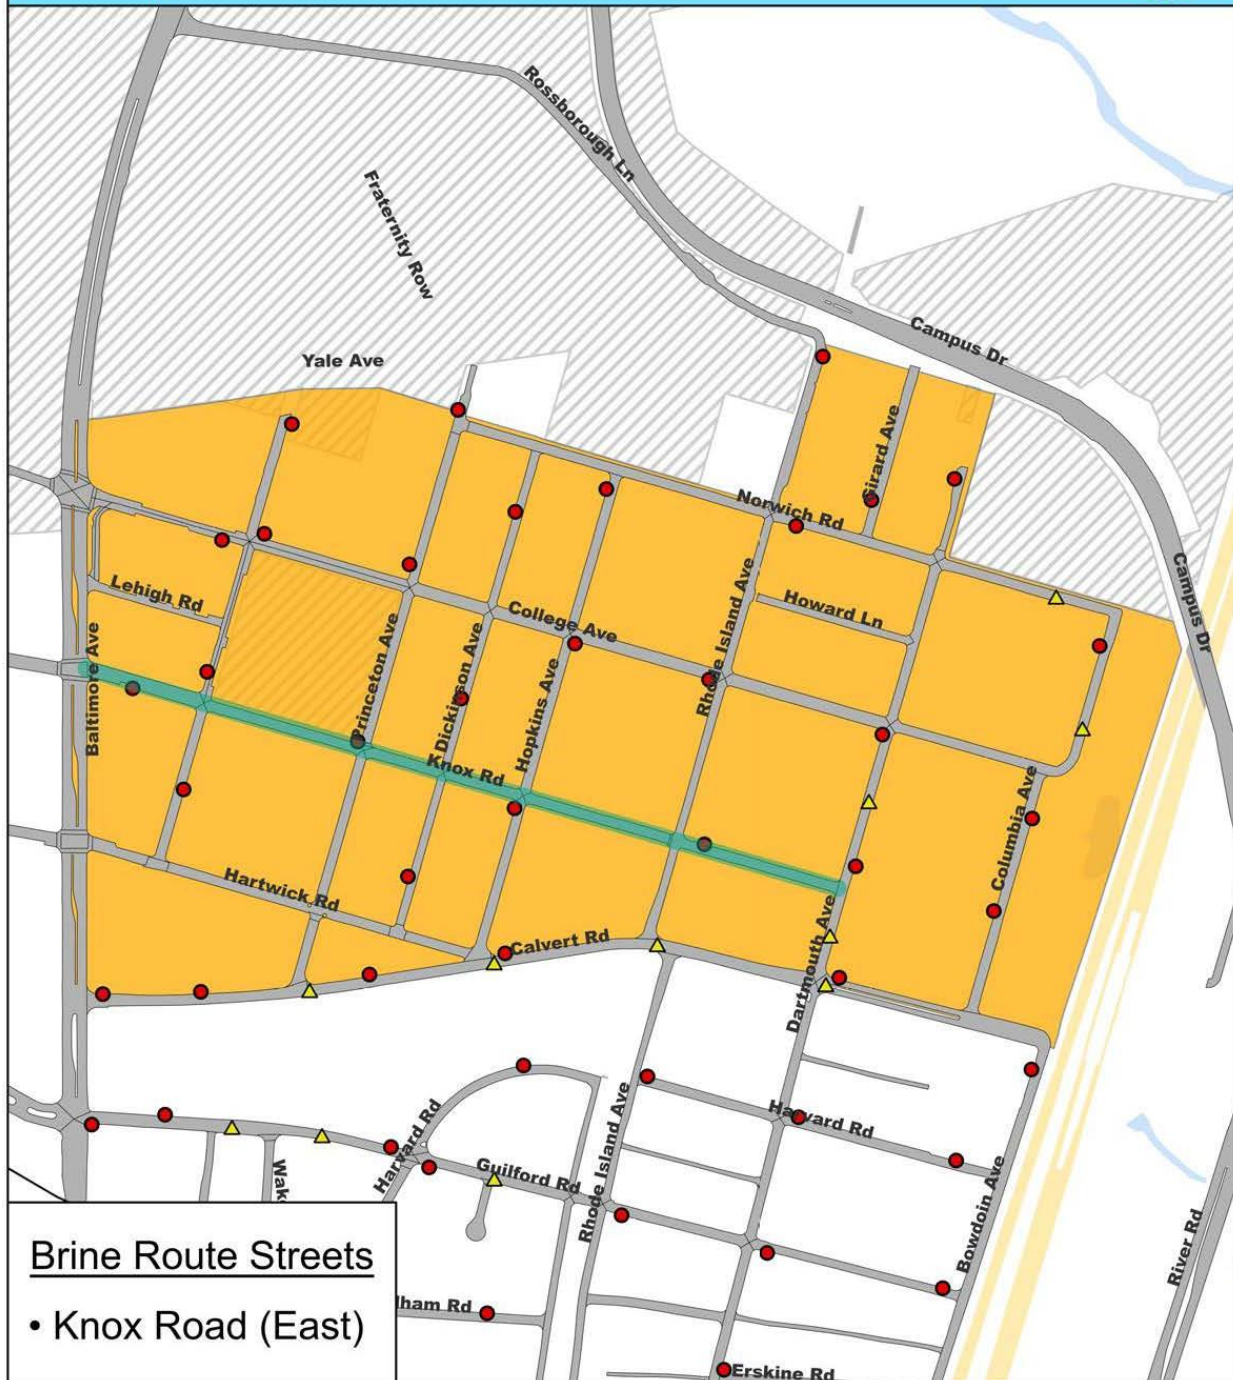 Rossborough Ln
Fraternity Row
Campus Dr
Yale Ave
Girard Ave
Norwich Rd
Campus Dr
Lehigh Rd
Howard Ln
College Ave
Rhode Island Ave
Baltimore Ave
Princeton Ave
Dickinson Ave
Hopkins Ave
Knox Rd
Columbia Ave
Hartwick Rd
Calvert Rd
Dartmouth Ave
Harvard Rd
Harvard Rd
Rhode Island Ave
Guilford Rd
Wak
Bowdoin Ave
River Rd
lham Rd
Erskine Rd
Brine Route Streets
• Knox Road (East)